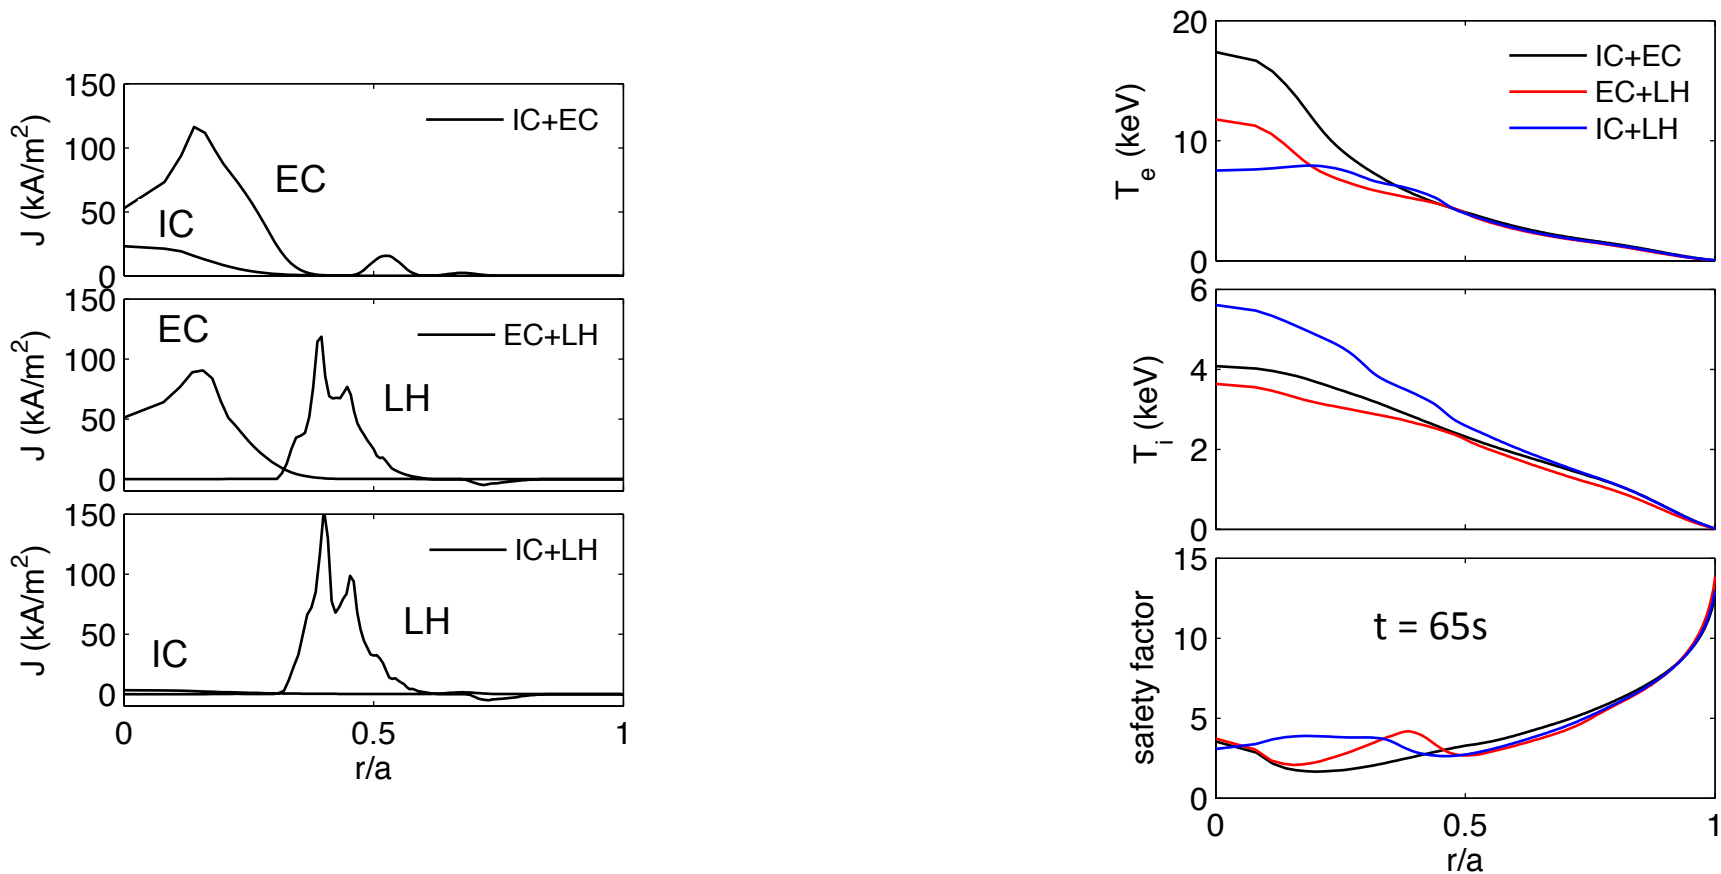 J (kA/m²)
150
100
50
0
IC+EC
EC
IC
J (kA/m²)
150
100
50
0
EC+LH
EC
LH
J (kA/m²)
150
100
50
0
IC+LH
IC
LH
0
0.5
1
r/a
Tₑ (keV)
20
10
0
IC+EC
EC+LH
IC+LH
Tᵢ (keV)
6
4
2
0
safety factor
15
10
5
0
t = 65s
0
0.5
1
r/a